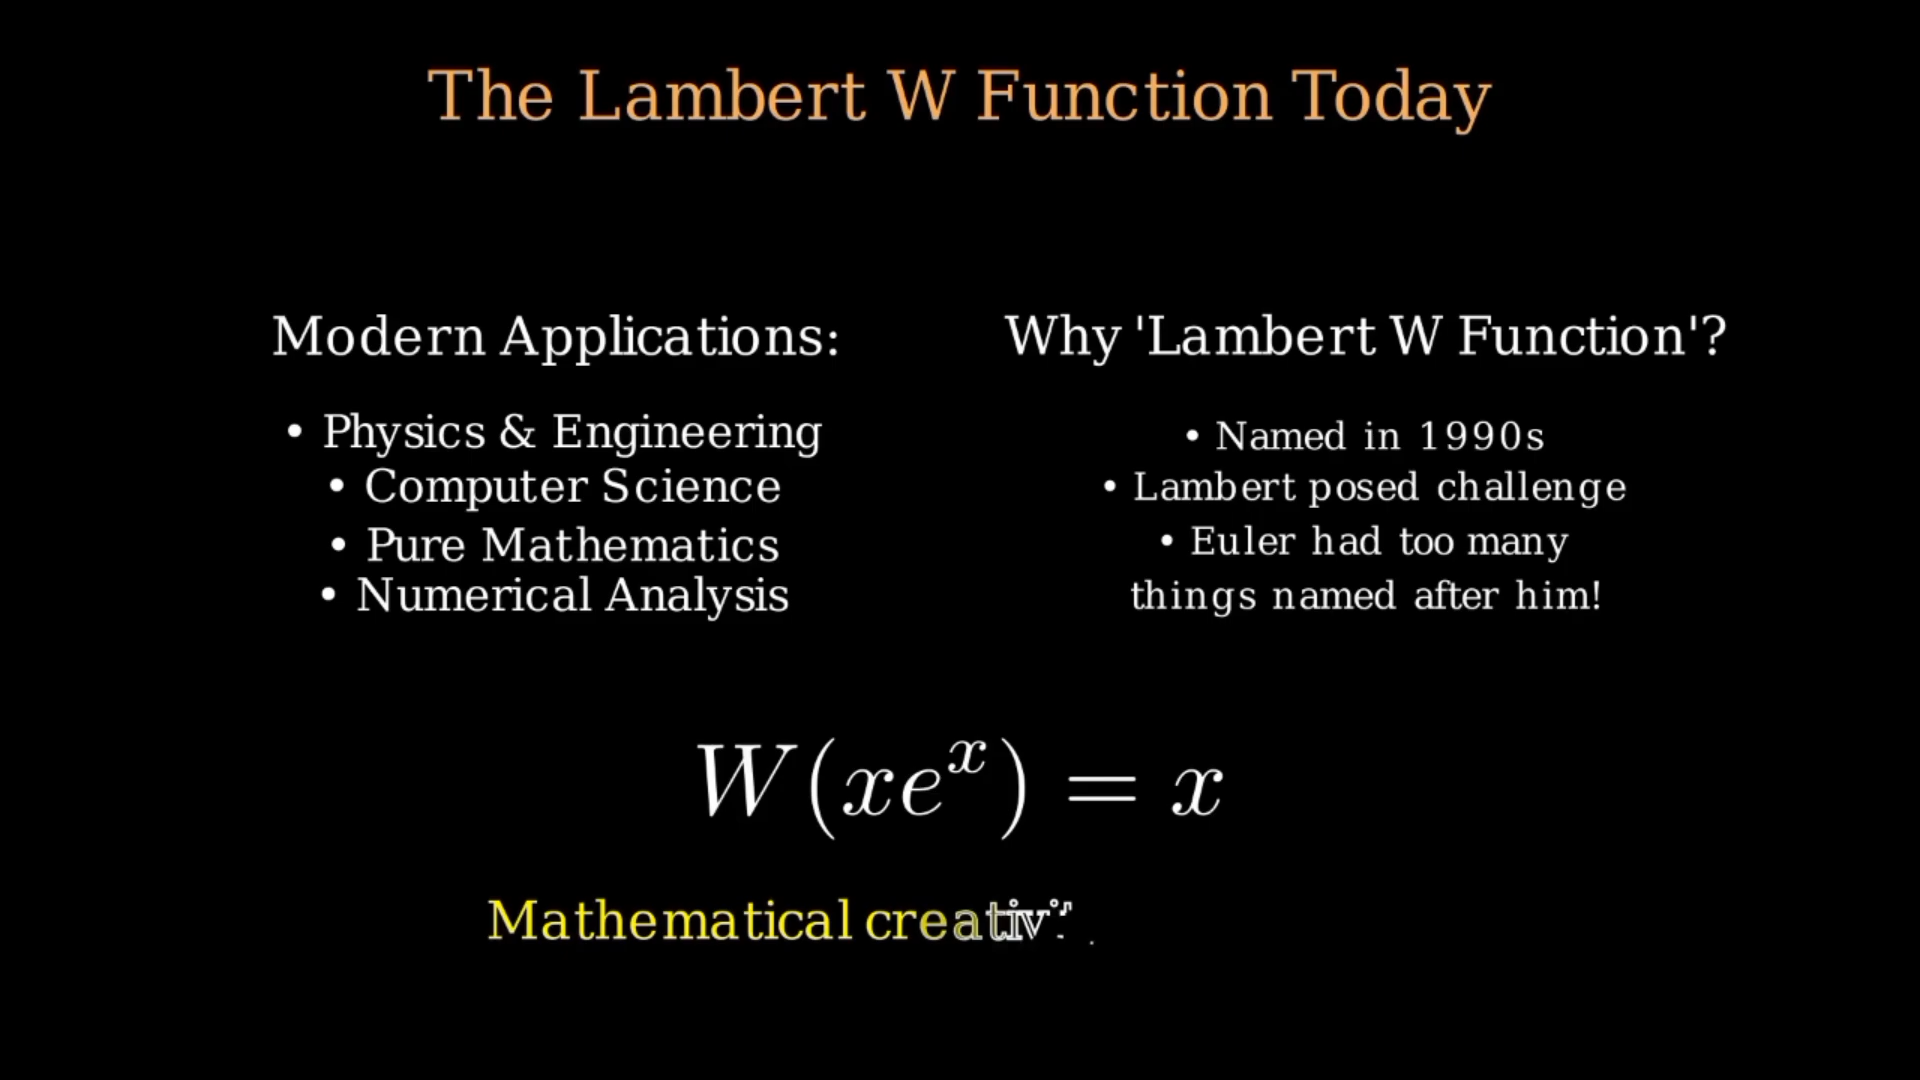 The Lambert W Function Today
Modern Applications:
• Physics & Engineering
• Computer Science
• Pure Mathematics
• Numerical Analysis
Why 'Lambert W Function'?
• Named in 1990s
• Lambert posed challenge
• Euler had too many
things named after him!
W(xe^x) = x
Mathematical